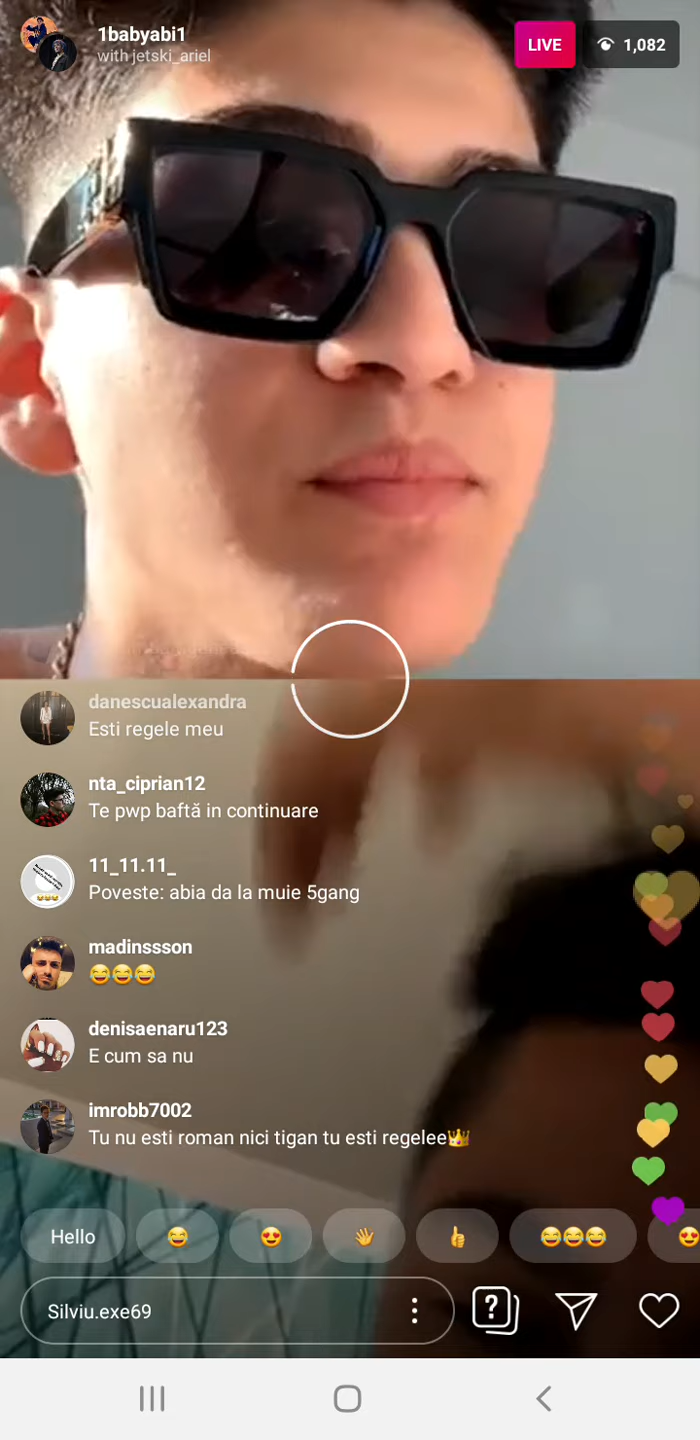 1babyabi1
with jetski_ariel
LIVE
1,082
danescualexandra
Esti regele meu
nta_ciprian12
Te pwp baftă in continuare
11_11.11_
Poveste: abia da la muie 5gang
madinssson
😂😂😂
denisaenaru123
E cum sa nu
imrobb7002
Tu nu esti roman nici tigan tu esti regelee👑
Hello
Silviu.exe69